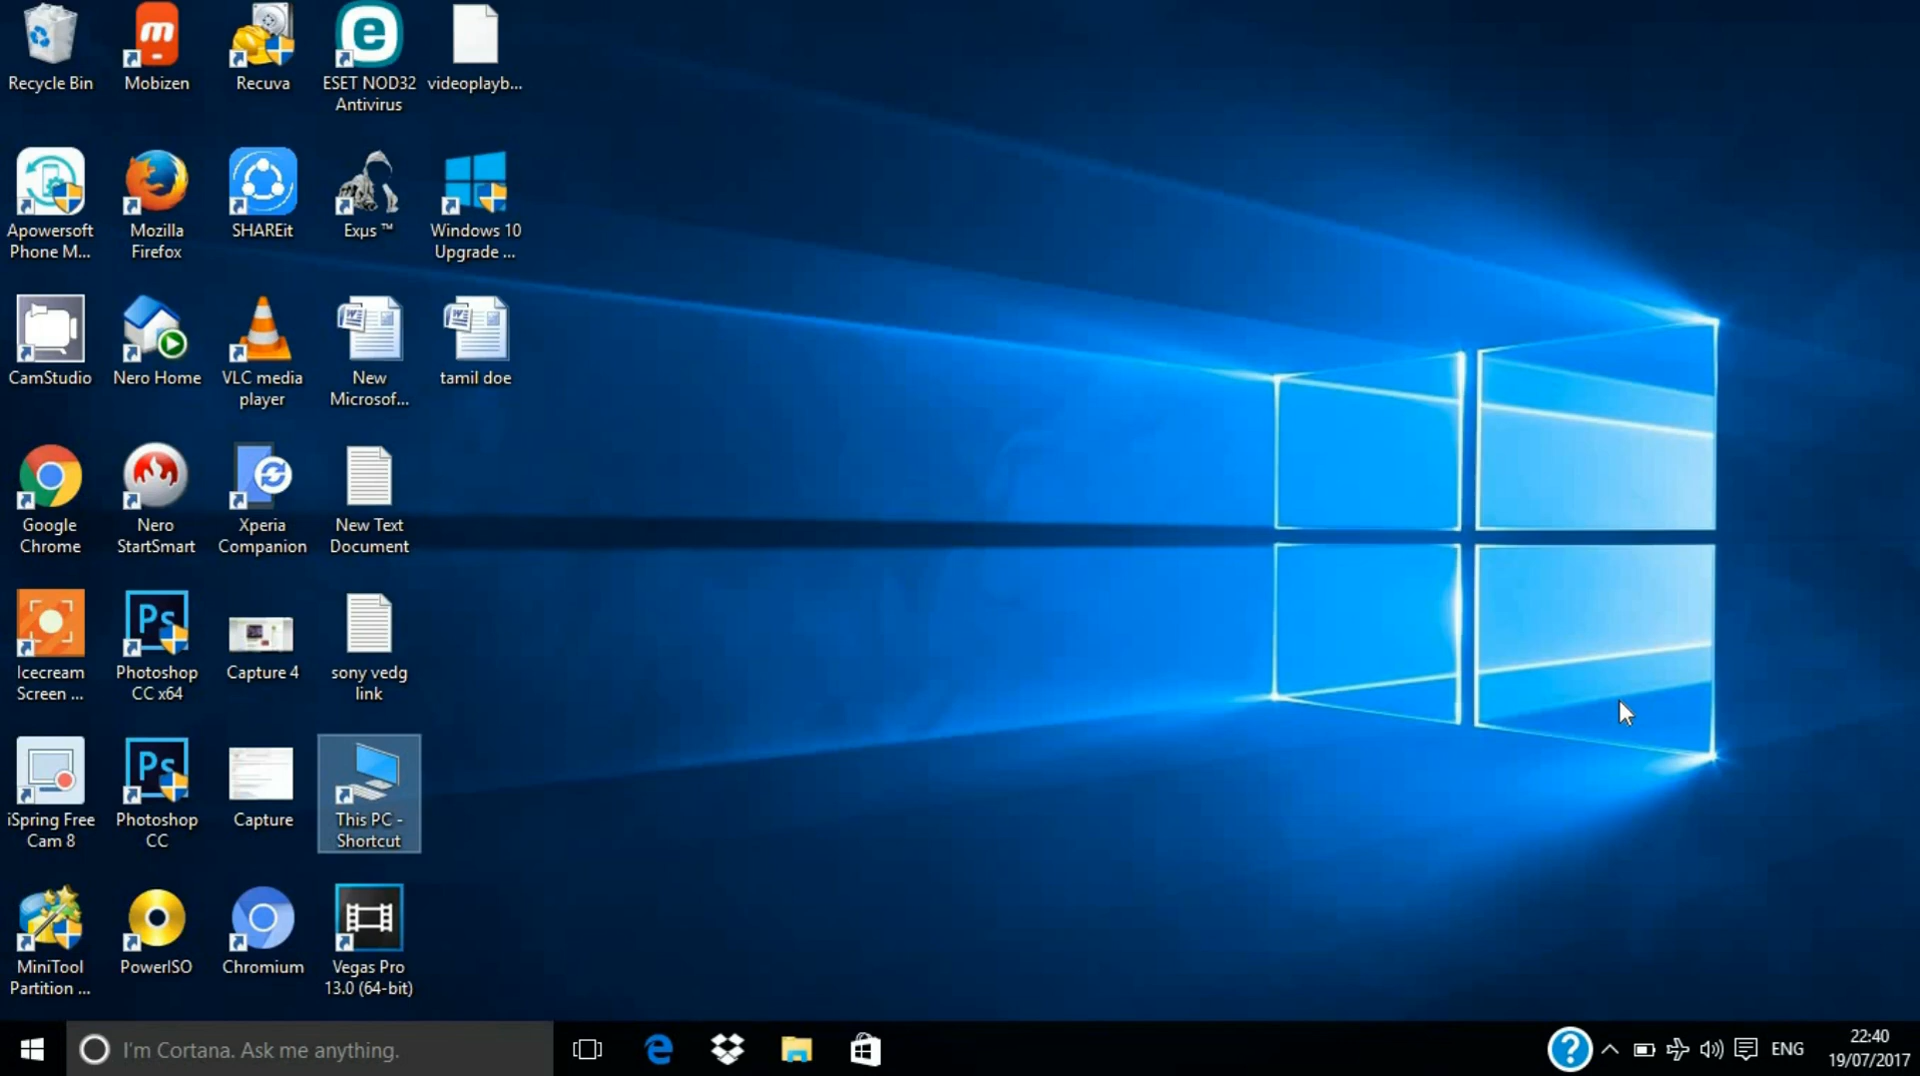 Recycle Bin
Mobizen
Recuva
ESET NOD32
Antivirus
videoplayb...
Apowersoft
Phone M...
Mozilla
Firefox
SHAREit
Exµs ™
Windows 10
Upgrade ...
CamStudio
Nero Home
VLC media
player
New
Microsof...
tamil doe
Google
Chrome
Nero
StartSmart
Xperia
Companion
New Text
Document
Icecream
Screen ...
Photoshop
CC x64
Capture 4
sony vedg
link
iSpring Free
Cam 8
Photoshop
CC
Capture
This PC -
Shortcut
MiniTool
Partition ...
PowerISO
Chromium
Vegas Pro
13.0 (64-bit)
I'm Cortana. Ask me anything.
ENG
22:40
19/07/2017